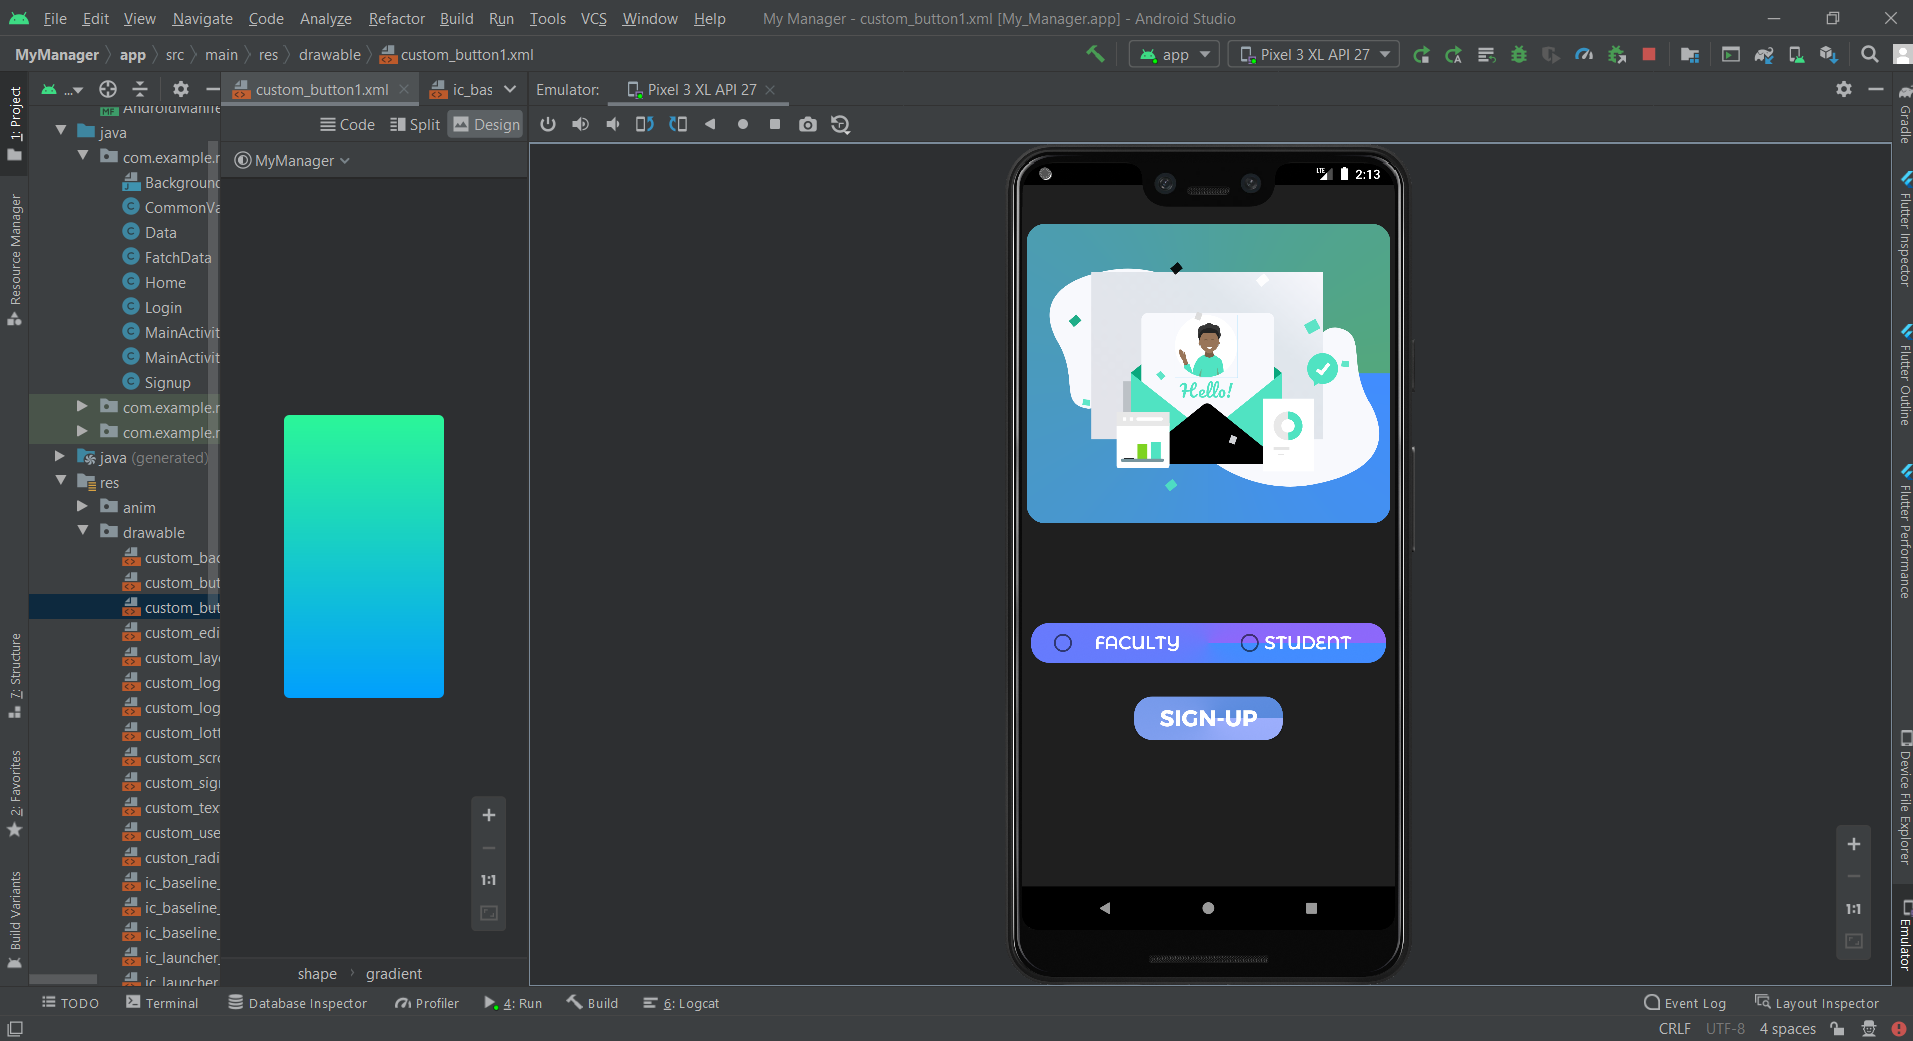 File Edit View Navigate Code Analyze Refactor Build Run Tools VCS Window Help My Manager - custom_button1.xml [My_Manager.app] - Android Studio
MyManager app src main res drawable custom_button1.xml app Pixel 3 XL API 27
... custom_button1.xml ic_bas Emulator: Pixel 3 XL API 27
Code Split Design
MyManager
1: Project
Resource Manager
7: Structure
2: Favorites
Build Variants
AndroidManife
java
com.example.r
Background
CommonVa
Data
FatchData
Home
Login
MainActivit
MainActivit
Signup
com.example.r
com.example.r
java (generated)
res
anim
drawable
custom_bac
custom_but
custom_but
custom_edi
custom_laye
custom_log
custom_log
custom_lott
custom_scro
custom_sign
custom_tex
custom_use
custon_radi
ic_baseline_
ic_baseline_
ic_baseline_
ic_launcher_
ic_launcher
1:1
shape gradient
LTE 2:13
Hello!
FACULTY STUDENT
SIGN-UP
1:1
Gradle
Flutter Inspector
Flutter Outline
Flutter Performance
Device File Explorer
Emulator
TODO Terminal Database Inspector Profiler 4: Run Build 6: Logcat Event Log Layout Inspector
CRLF UTF-8 4 spaces